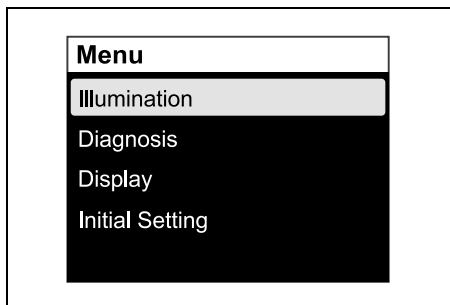 Menu
Illumination
Diagnosis
Display
Initial Setting